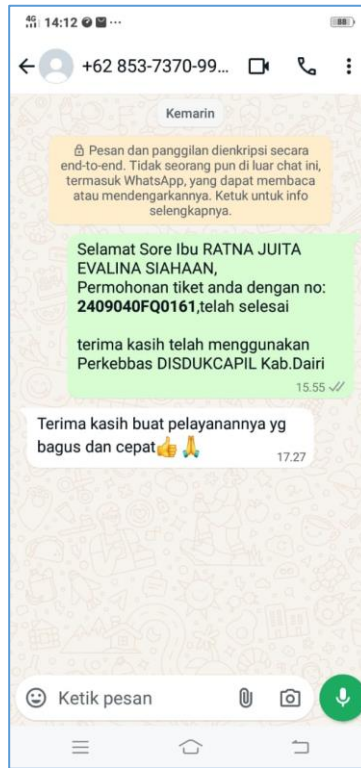 4G 14:12
88
+62 853-7370-99...
Kemarin
Pesan dan panggilan dienkripsi secara
end-to-end. Tidak seorang pun di luar chat ini,
termasuk WhatsApp, yang dapat membaca
atau mendengarkannya. Ketuk untuk info
selengkapnya.
Selamat Sore Ibu RATNA JUITA
EVALINA SIAHAAN,
Permohonan tiket anda dengan no:
2409040FQ0161,telah selesai
terima kasih telah menggunakan
Perkebbas DISDUKCAPIL Kab.Dairi
15.55
Terima kasih buat pelayanannya yg
bagus dan cepat👍🙏
17.27
Ketik pesan